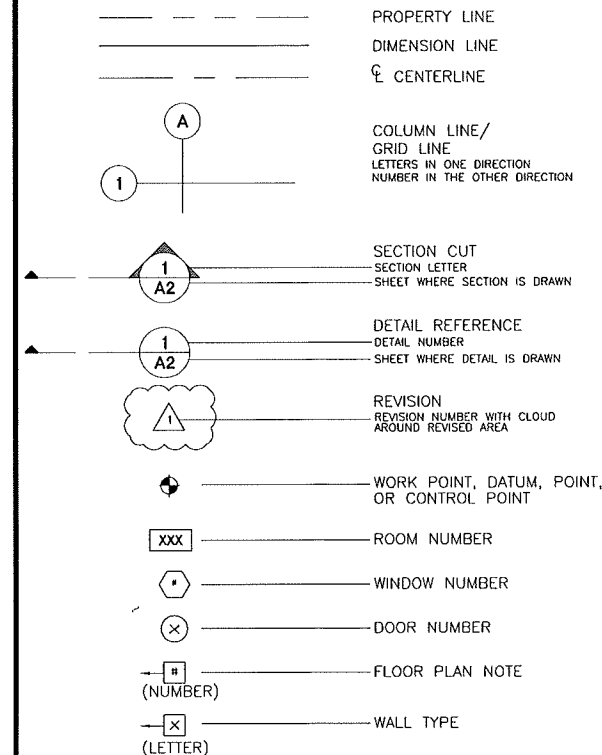 PROPERTY LINE
DIMENSION LINE
℄ CENTERLINE
A
COLUMN LINE/
GRID LINE
LETTERS IN ONE DIRECTION
1
NUMBER IN THE OTHER DIRECTION
SECTION CUT
1
SECTION LETTER
A2
SHEET WHERE SECTION IS DRAWN
DETAIL REFERENCE
1
DETAIL NUMBER
A2
SHEET WHERE DETAIL IS DRAWN
REVISION
1
REVISION NUMBER WITH CLOUD
AROUND REVISED AREA
WORK POINT, DATUM, POINT,
OR CONTROL POINT
XXX ROOM NUMBER
# WINDOW NUMBER
X DOOR NUMBER
# FLOOR PLAN NOTE
(NUMBER)
X WALL TYPE
(LETTER)